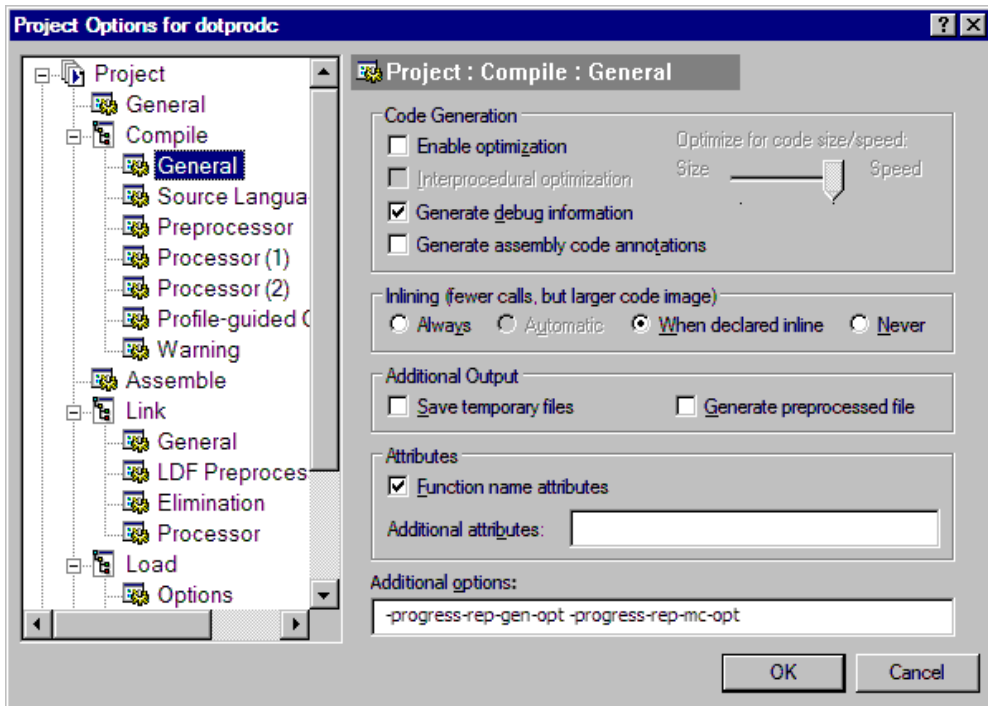 Project Options for dotprodc
Project
General
Compile
General
Source Langua
Preprocessor
Processor (1)
Processor (2)
Profile-guided
Warning
Assemble
Link
General
LDF Preproces
Elimination
Processor
Load
Options
Project : Compile : General
Code Generation
Enable optimization
Optimize for code size/speed:
Interprocedural optimization
Size
Speed
Generate debug information
Generate assembly code annotations
Inlining (fewer calls, but larger code image)
Always Automatic When declared inline Never
Additional Output
Save temporary files Generate preprocessed file
Attributes
Function name attributes
Additional attributes:
Additional options:
-progress-rep-gen-opt -progress-rep-mc-opt
OK Cancel